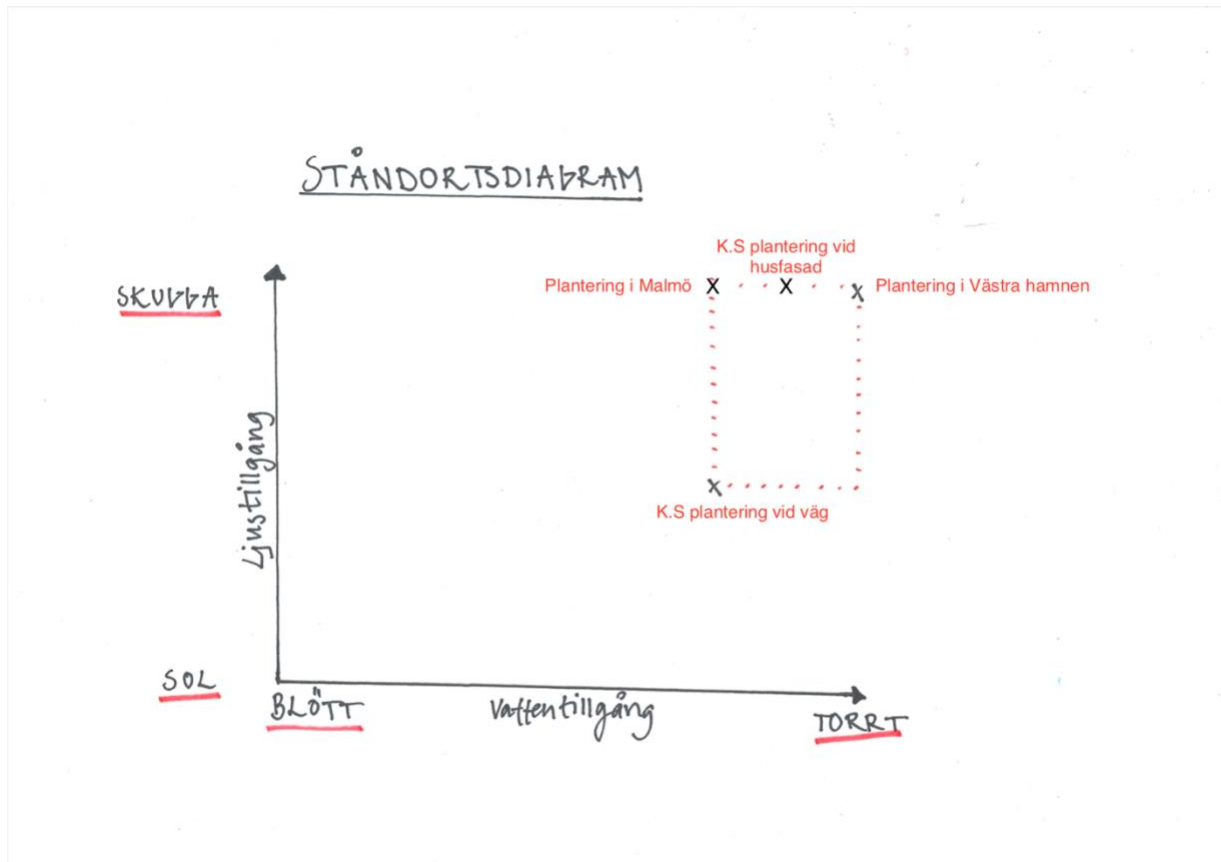 STÅNDORTSDIAGRAM
K.S plantering vid
husfasad
Plantering i Malmö X X X Plantering i Västra hamnen
SKUGGA
Ljustillgång
X
K.S plantering vid väg
SOL
BLÖTT
Vattentillgång
TORRT